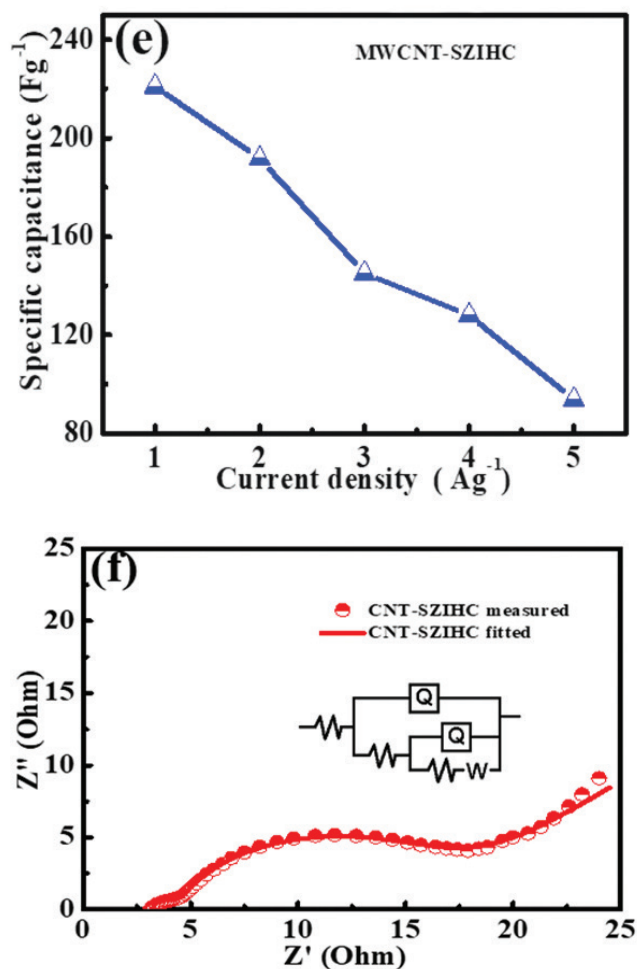 (e)
MWCNT-SZIHC
Specific capacitance (Fg⁻¹)
240
200
160
120
80
1 2 3 4 5
Current density ( Ag⁻¹)
(f)
CNT-SZIHC measured
CNT-SZIHC fitted
Q
Q
W
Z'' (Ohm)
25
20
15
10
5
0
0 5 10 15 20 25
Z' (Ohm)